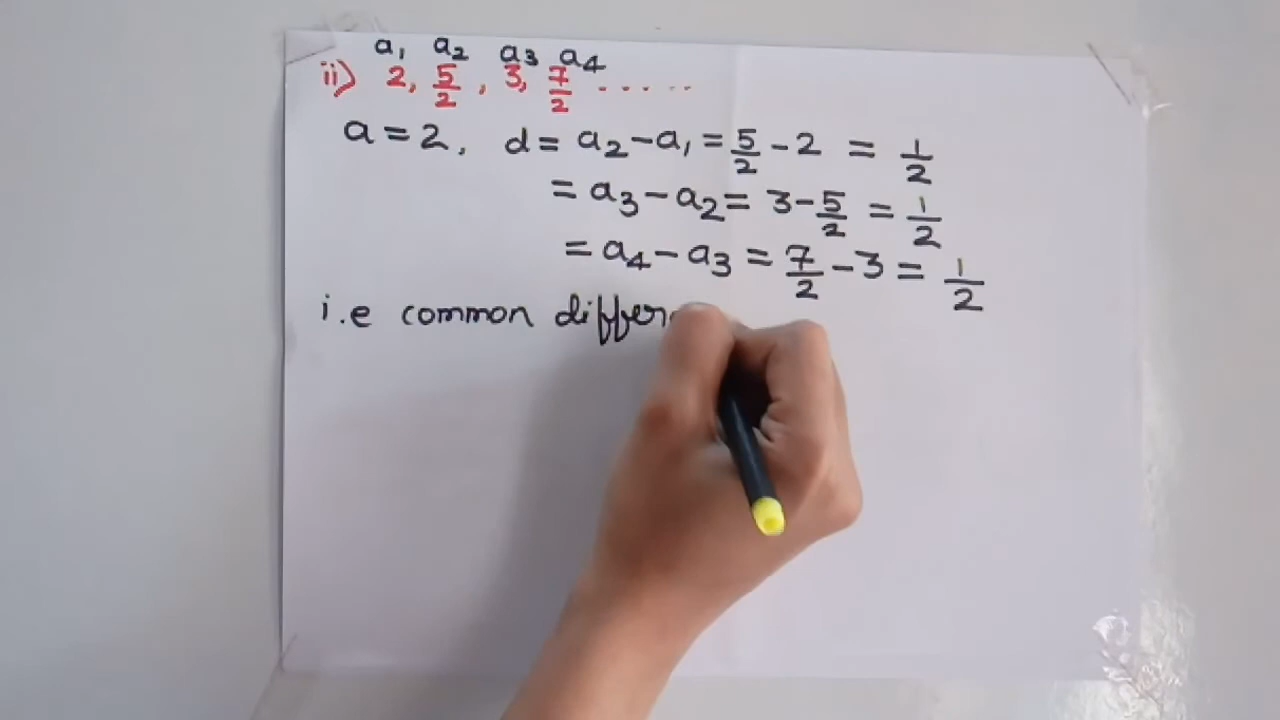 a₁ a₂ a₃ a₄
ii) 2, 5/2, 3, 7/2 .....
a = 2, d = a₂ - a₁ = 5/2 - 2 = 1/2
= a₃ - a₂ = 3 - 5/2 = 1/2
= a₄ - a₃ = 7/2 - 3 = 1/2
i.e common differ